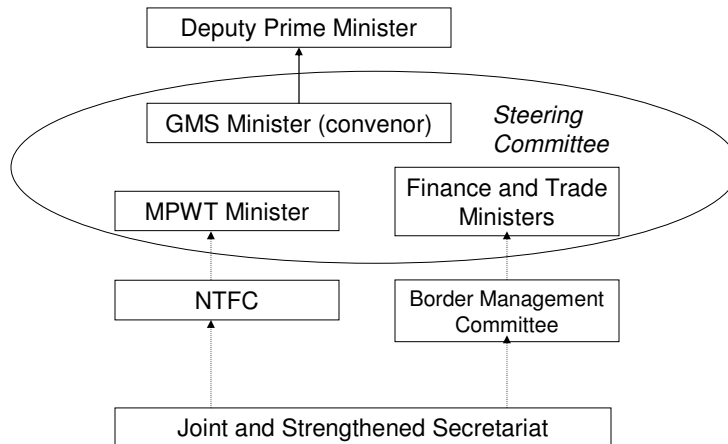 Deputy Prime Minister
GMS Minister (convenor)
Steering
Committee
MPWT Minister
Finance and Trade
Ministers
NTFC
Border Management
Committee
Joint and Strengthened Secretariat